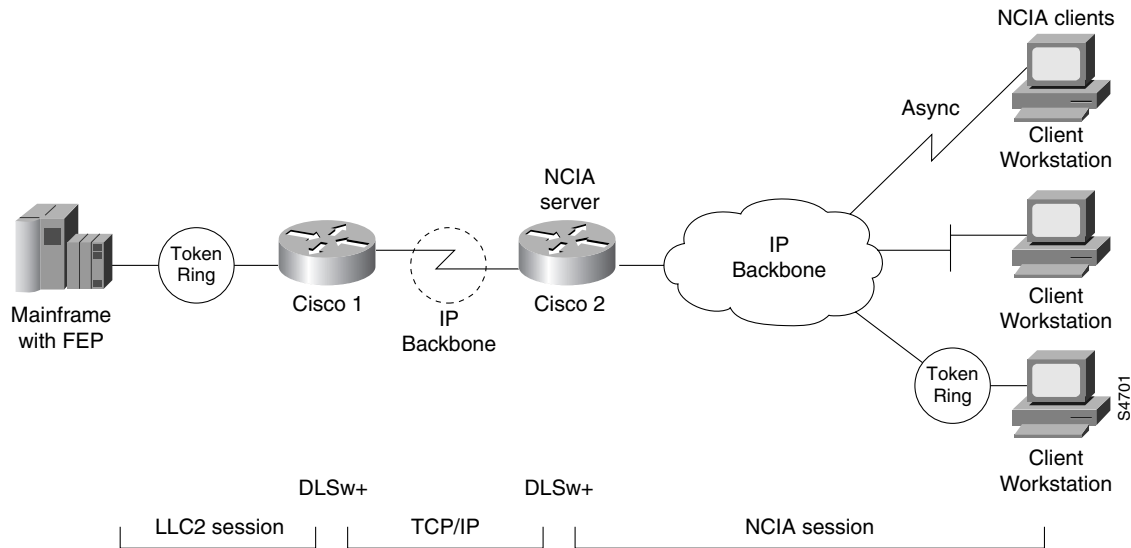 NCIA clients
Async
Client
Workstation
NCIA
server
Token
Ring
IP
Backbone
Mainframe
with FEP
Cisco 1
IP
Backbone
Cisco 2
Client
Workstation
Token
Ring
S4701
Client
Workstation
DLSw+
DLSw+
LLC2 session
TCP/IP
NCIA session